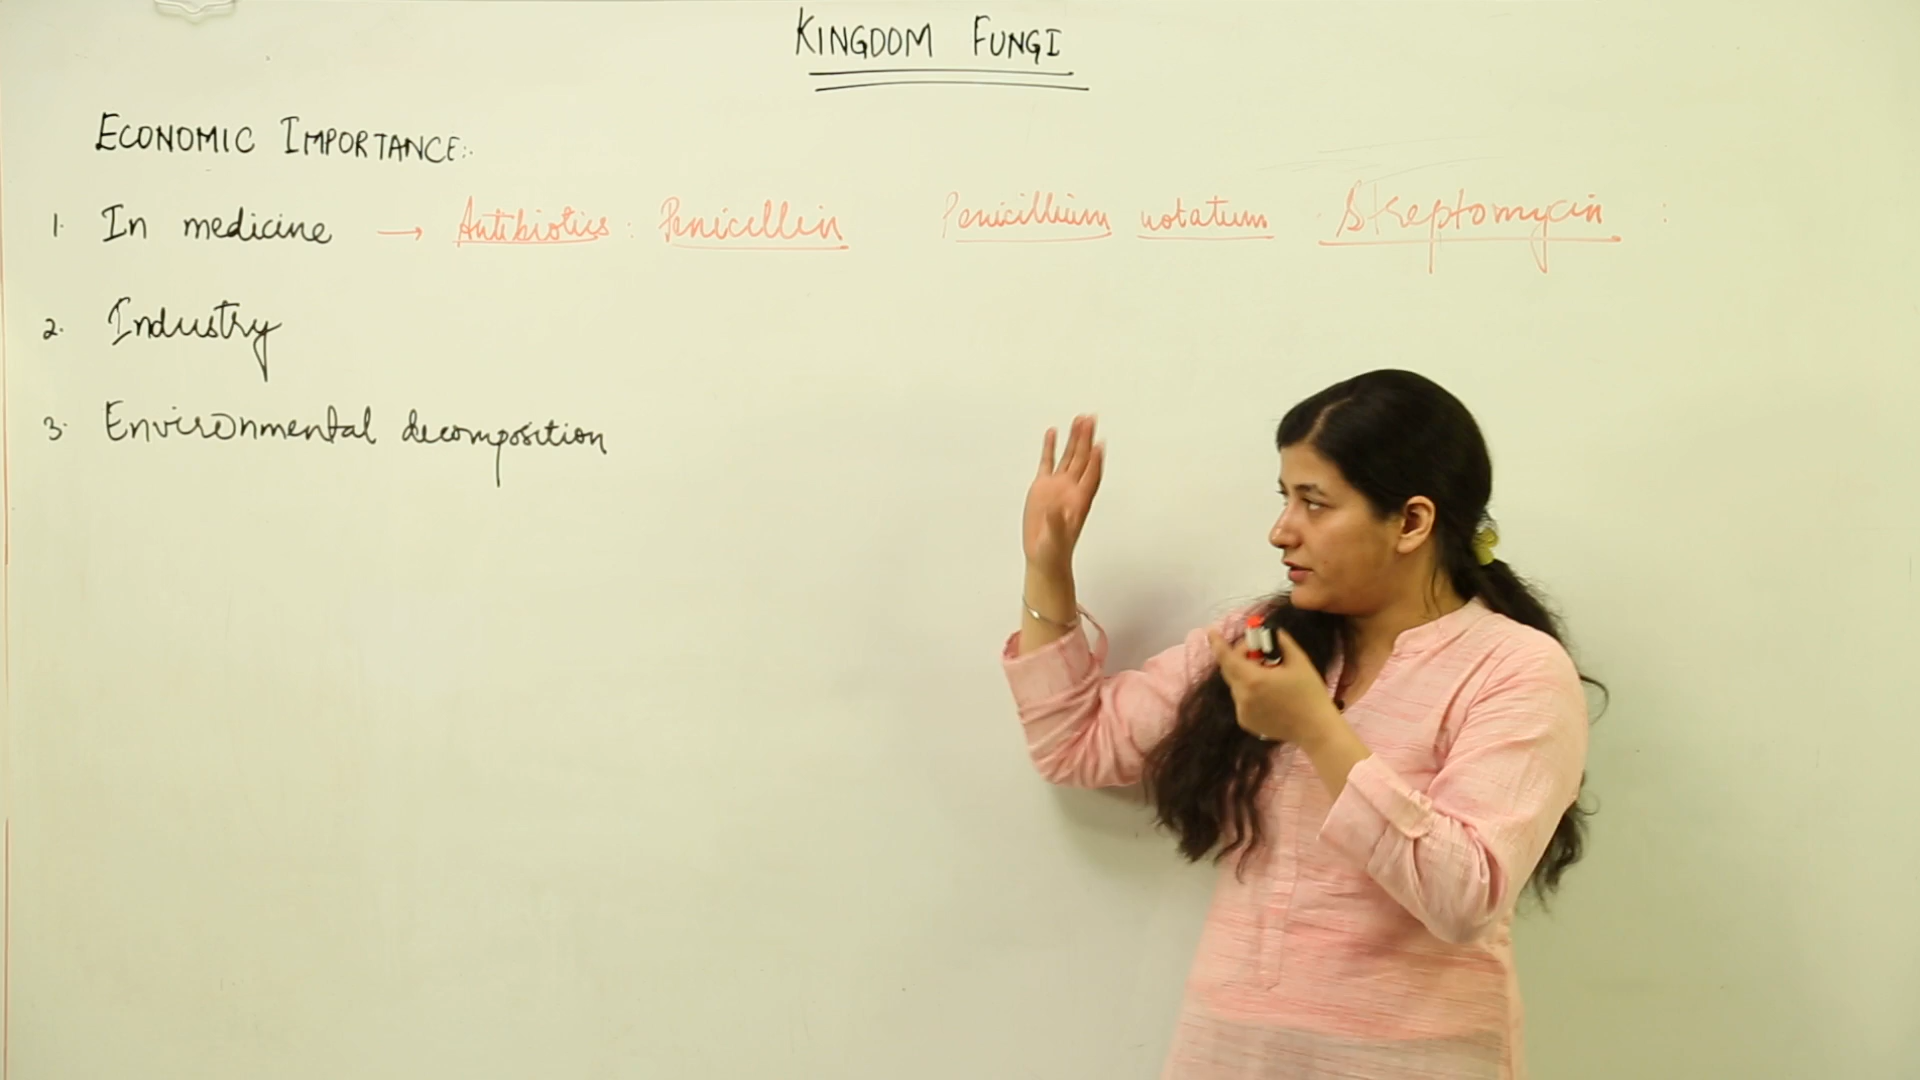 KINGDOM FUNGI
ECONOMIC IMPORTANCE:
1. In medicine → Antibiotics : Penicillin Penicillium notatum Streptomycin :
2. Industry
3. Environmental decomposition